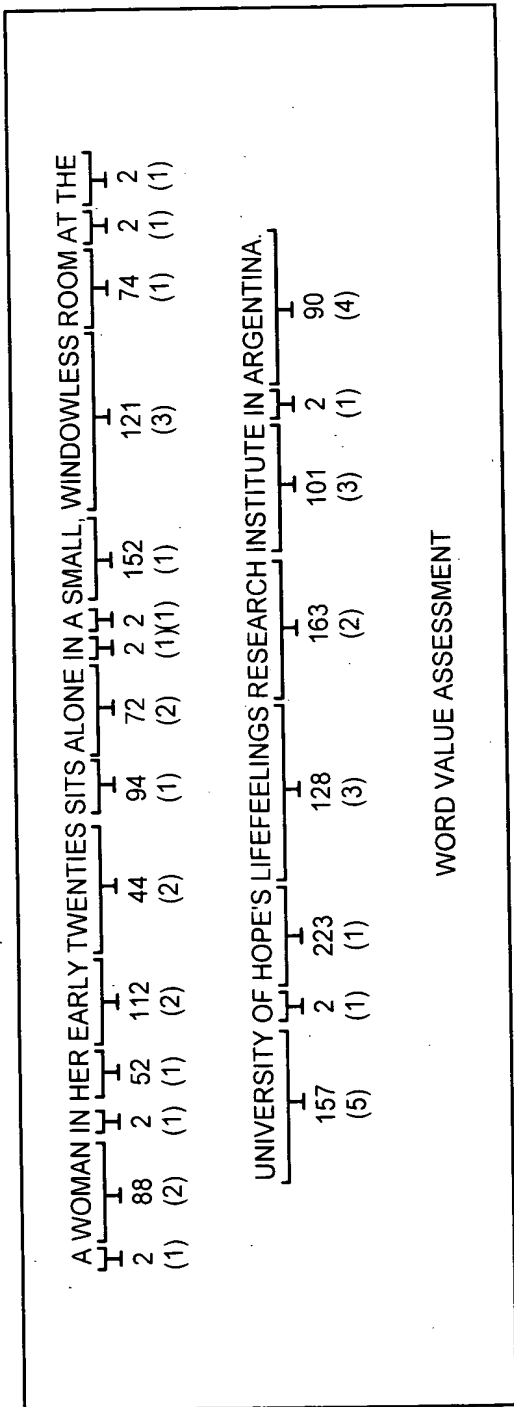 A WOMAN IN HER EARLY TWENTIES SITS ALONE IN A SMALL, WINDOWLESS ROOM AT THE
2 88 2 52 112 44 94 72 2 2 152 121 74 2 2
(1) (2) (1) (1) (2) (2) (1) (2) (1) (1) (1) (3) (1) (1) (1)
UNIVERSITY OF HOPE'S LIFEFEELINGS RESEARCH INSTITUTE IN ARGENTINA.
157 2 223 128 163 101 2 90
(5) (1) (1) (3) (2) (3) (1) (4)
WORD VALUE ASSESSMENT